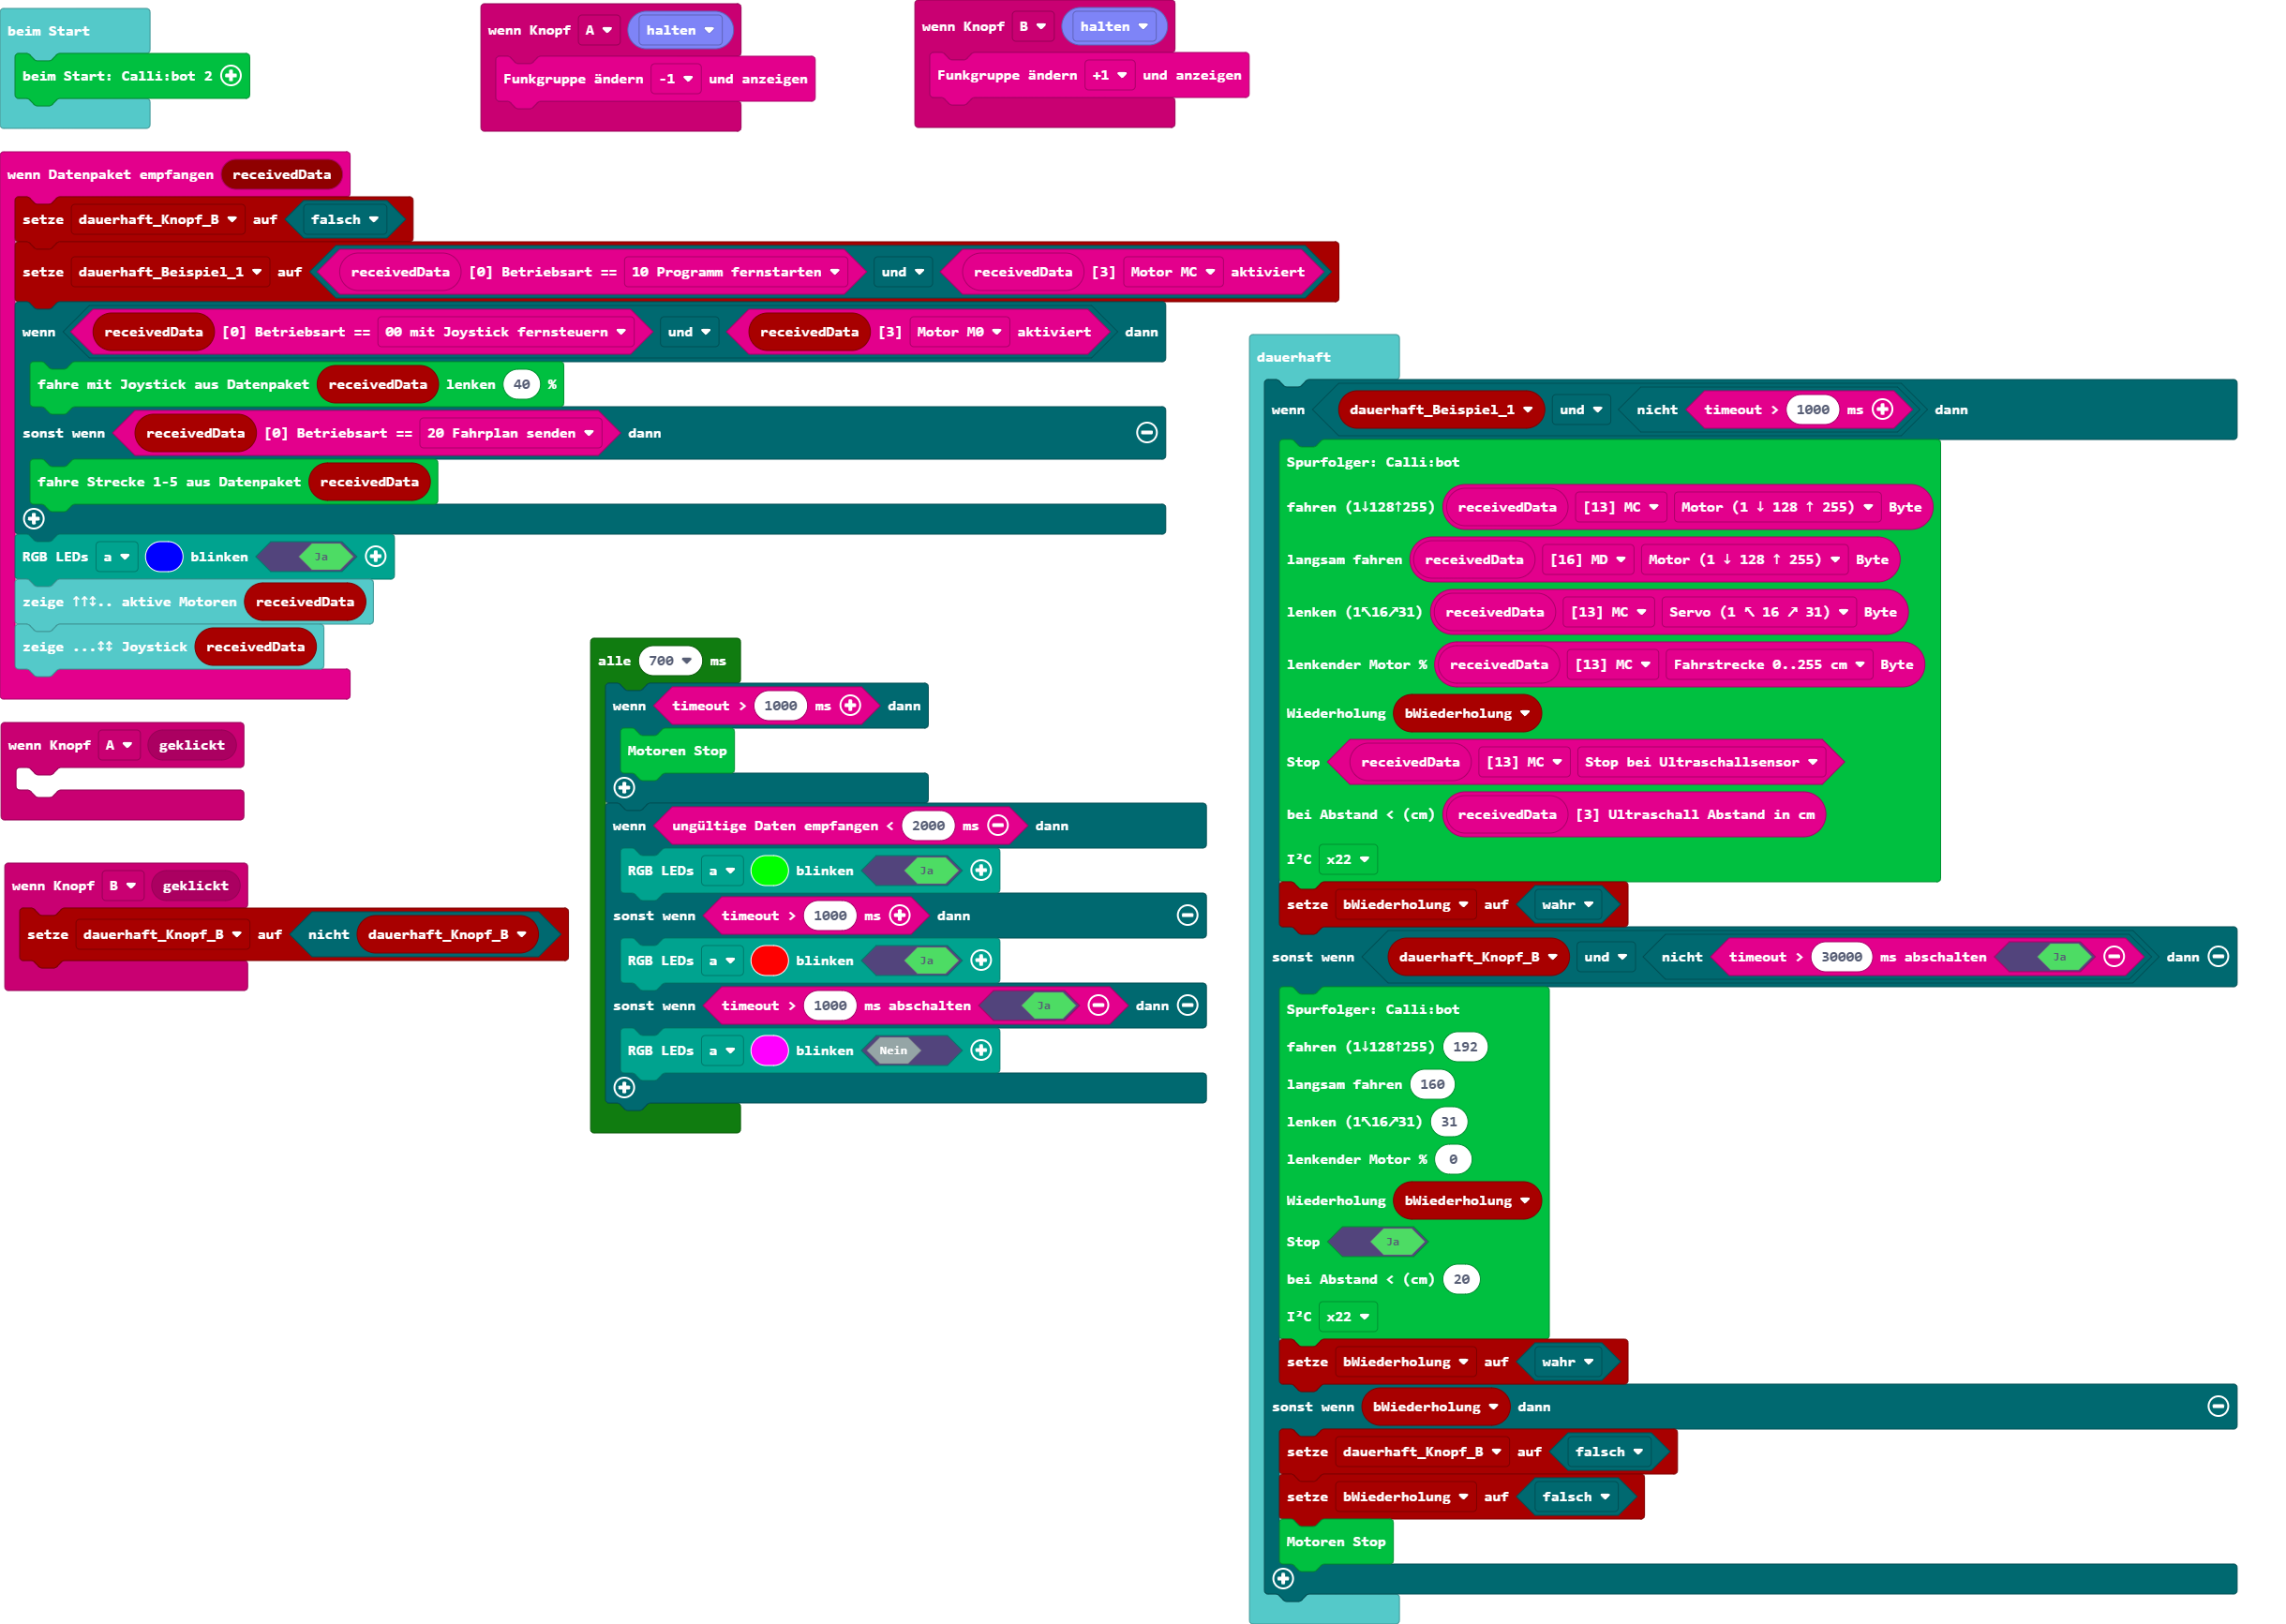 beim Start
beim Start: Calli:bot 2
wenn Knopf A halten
Funkgruppe ändern -1 und anzeigen
wenn Knopf B halten
Funkgruppe ändern +1 und anzeigen
wenn Datenpaket empfangen receivedData
setze dauerhaft_Knopf_B auf falsch
setze dauerhaft_Beispiel_1 auf receivedData [0] Betriebsart == 10 Programm fernstarten und receivedData [3] Motor MC aktiviert
wenn receivedData [0] Betriebsart == 00 mit Joystick fernsteuern und receivedData [3] Motor M0 aktiviert dann
fahre mit Joystick aus Datenpaket receivedData lenken 40 %
sonst wenn receivedData [0] Betriebsart == 20 Fahrplan senden dann
fahre Strecke 1-5 aus Datenpaket receivedData
RGB LEDs a blinken Ja
zeige ↑↑↕.. aktive Motoren receivedData
zeige ...↕↕ Joystick receivedData
wenn Knopf A geklickt
wenn Knopf B geklickt
setze dauerhaft_Knopf_B auf nicht dauerhaft_Knopf_B
alle 700 ms
wenn timeout > 1000 ms dann
Motoren Stop
wenn ungültige Daten empfangen < 2000 ms dann
RGB LEDs a blinken Ja
sonst wenn timeout > 1000 ms dann
RGB LEDs a blinken Ja
sonst wenn timeout > 1000 ms abschalten Ja dann
RGB LEDs a blinken Nein
dauerhaft
wenn dauerhaft_Beispiel_1 und nicht timeout > 1000 ms dann
Spurfolger: Calli:bot
fahren (1↓128↑255) receivedData [13] MC Motor (1 ↓ 128 ↑ 255) Byte
langsam fahren receivedData [16] MD Motor (1 ↓ 128 ↑ 255) Byte
lenken (1↖16↗31) receivedData [13] MC Servo (1 ↖ 16 ↗ 31) Byte
lenkender Motor % receivedData [13] MC Fahrstrecke 0..255 cm Byte
Wiederholung bWiederholung
Stop receivedData [13] MC Stop bei Ultraschallsensor
bei Abstand < (cm) receivedData [3] Ultraschall Abstand in cm
I²C x22
setze bWiederholung auf wahr
sonst wenn dauerhaft_Knopf_B und nicht timeout > 30000 ms abschalten Ja dann
Spurfolger: Calli:bot
fahren (1↓128↑255) 192
langsam fahren 160
lenken (1↖16↗31) 31
lenkender Motor % 0
Wiederholung bWiederholung
Stop Ja
bei Abstand < (cm) 20
I²C x22
setze bWiederholung auf wahr
sonst wenn bWiederholung dann
setze dauerhaft_Knopf_B auf falsch
setze bWiederholung auf falsch
Motoren Stop